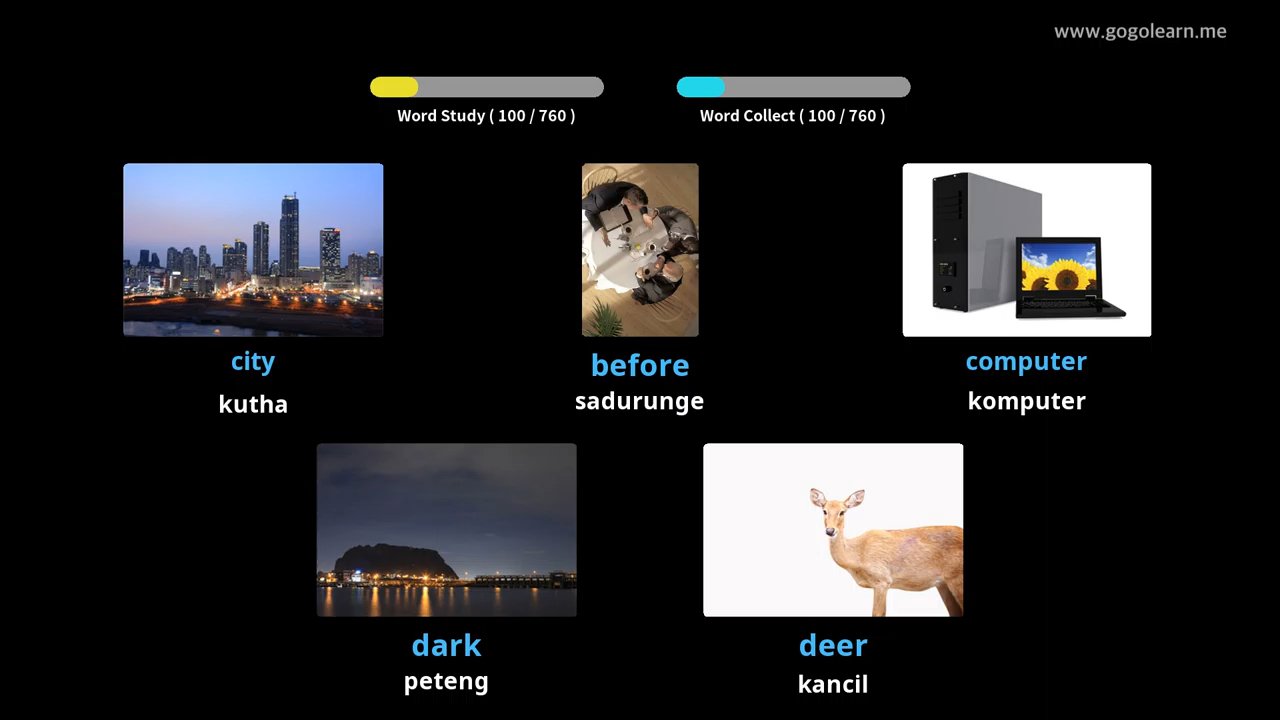 www.gogolearn.me
Word Study ( 100 / 760 )
Word Collect ( 100 / 760 )
city
kutha
before
sadurunge
computer
komputer
dark
peteng
deer
kancil